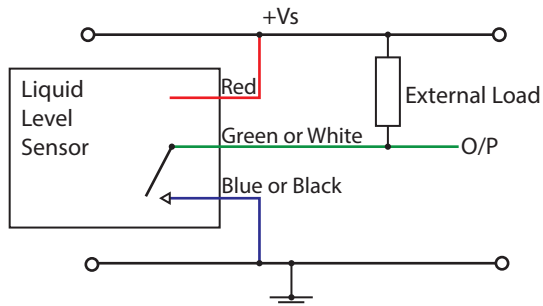 +Vs
Liquid
Level
Sensor
Red
External Load
Green or White
O/P
Blue or Black